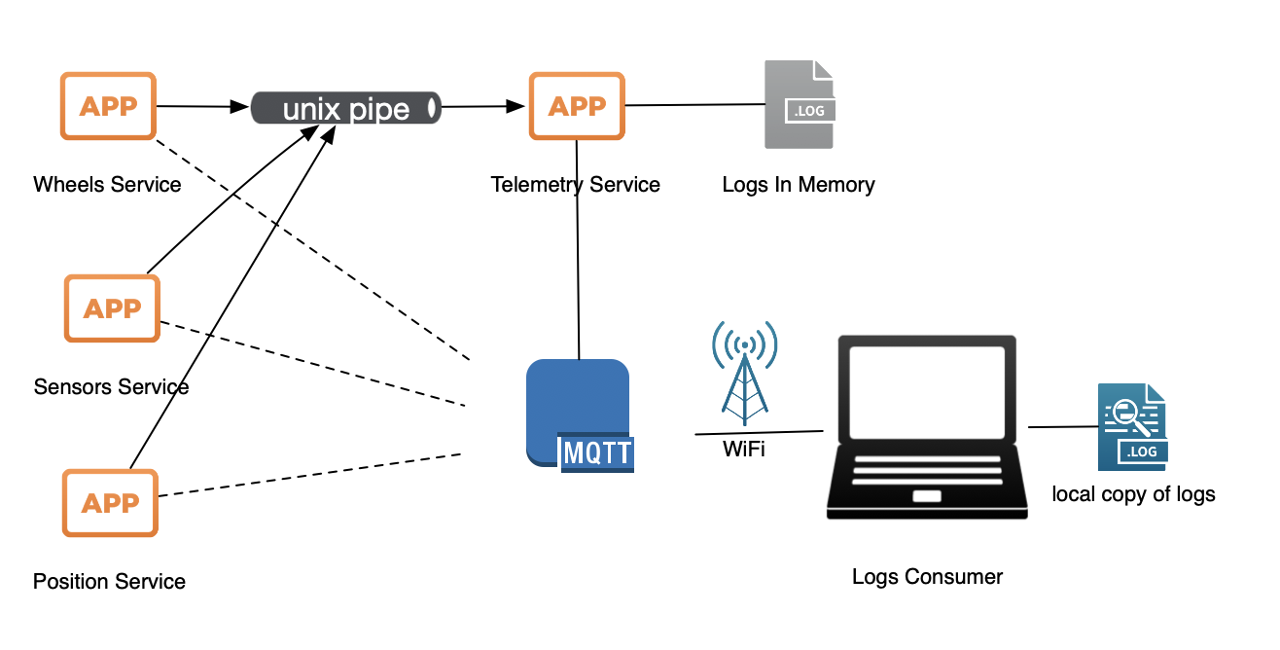 APP
unix pipe
APP
.LOG
Wheels Service
Telemetry Service
Logs In Memory
APP
Sensors Service
MQTT
WiFi
.LOG
local copy of logs
APP
Position Service
Logs Consumer